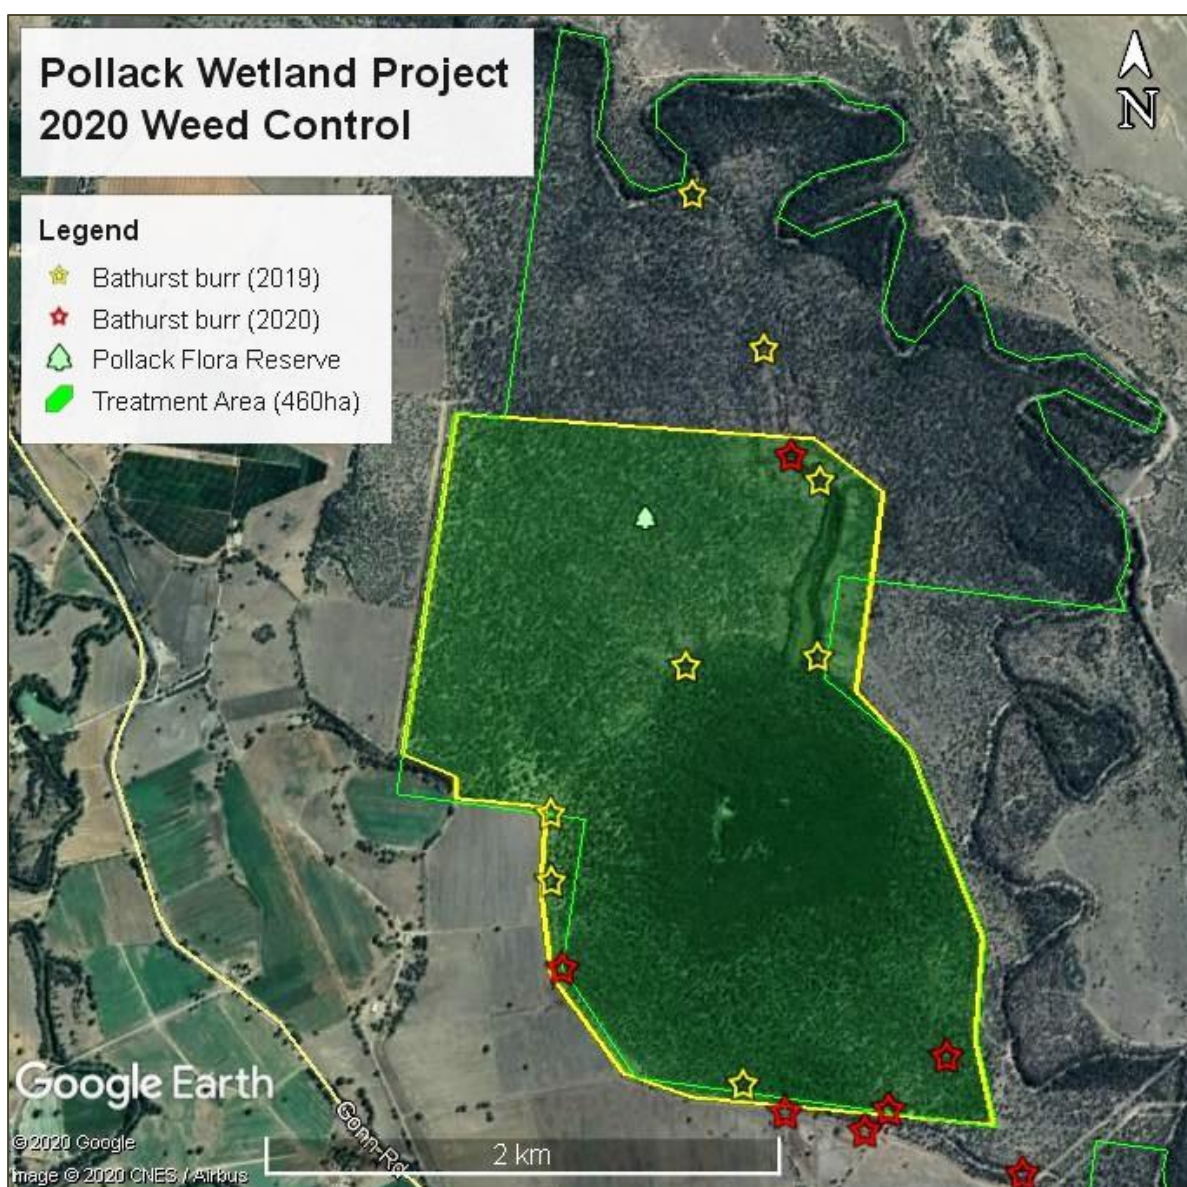 Pollack Wetland Project
2020 Weed Control
N
Legend
Bathurst burr (2019)
Bathurst burr (2020)
Pollack Flora Reserve
Treatment Area (460ha)
Google Earth
Gonn-Rd
© 2020 Google
2 km
Image © 2020 CNES / Airbus